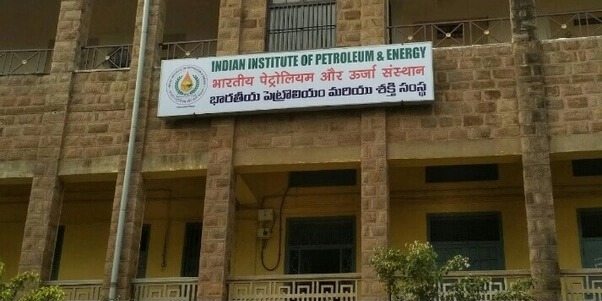 INDIAN INSTITUTE OF PETROLEUM & ENERGY
भारतीय पेट्रोलियम और ऊर्जा संस्थान
భారతీయ పెట్రోలియం మరియు శక్తి సంస్థ